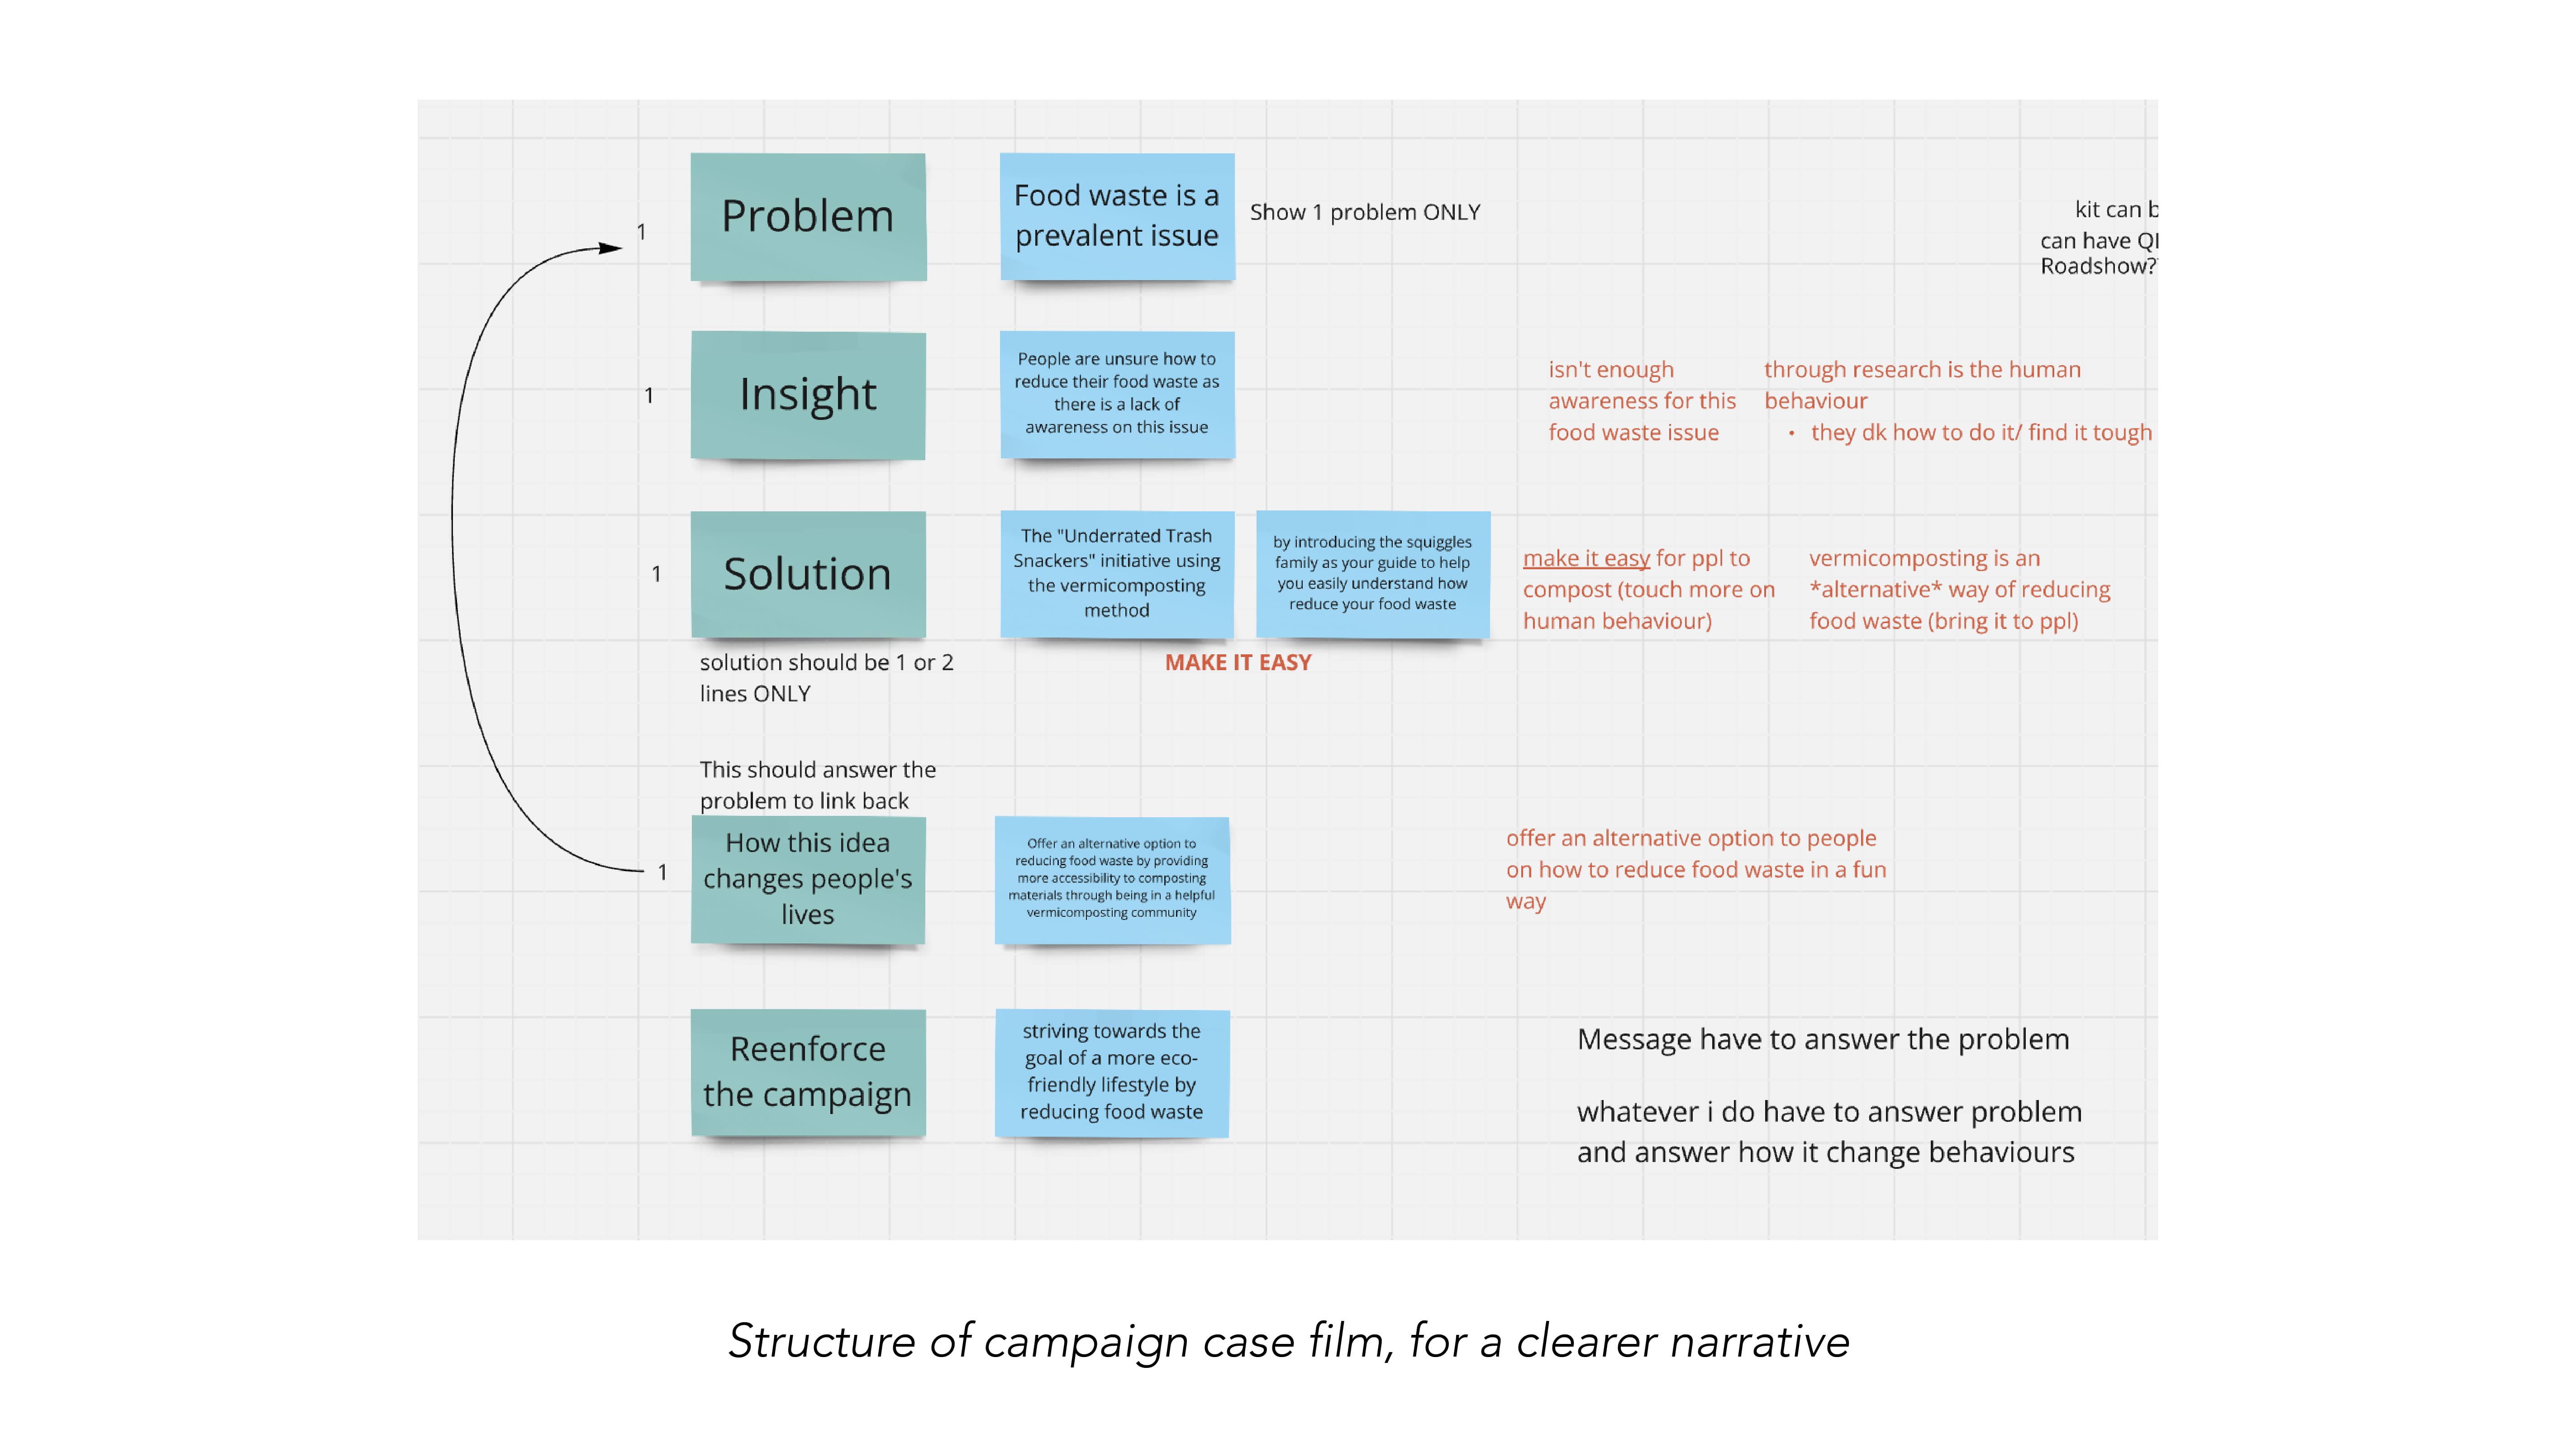 1
Problem
Food waste is a
prevalent issue
Show 1 problem ONLY
kit can
can have
Roadshow?
1
Insight
People are unsure how to
reduce their food waste as
there is a lack of
awareness on this issue
isn't enough
awareness for this
food waste issue
through research is the human
behaviour
• they dk how to do it/ find it tough
1
Solution
The "Underrated Trash
Snackers" initiative using
the vermicomposting
method
by introducing the squiggles
family as your guide to help
you easily understand how
reduce your food waste
make it easy for ppl to
compost (touch more on
human behaviour)
vermicomposting is an
*alternative* way of reducing
food waste (bring it to ppl)
solution should be 1 or 2
lines ONLY
MAKE IT EASY
This should answer the
problem to link back
1
How this idea
changes people's
lives
Offer an alternative option to
reducing food waste by providing
more accessibility to composting
materials through being in a helpful
vermicomposting community
offer an alternative option to people
on how to reduce food waste in a fun
way
Reenforce
the campaign
striving towards the
goal of a more eco-
friendly lifestyle by
reducing food waste
Message have to answer the problem
whatever i do have to answer problem
and answer how it change behaviours
Structure of campaign case film, for a clearer narrative